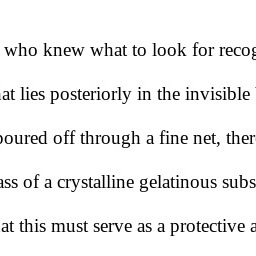 who knew what to look for recog
at lies posteriorly in the invisible
poured off through a fine net, ther
ass of a crystalline gelatinous subs
at this must serve as a protective a